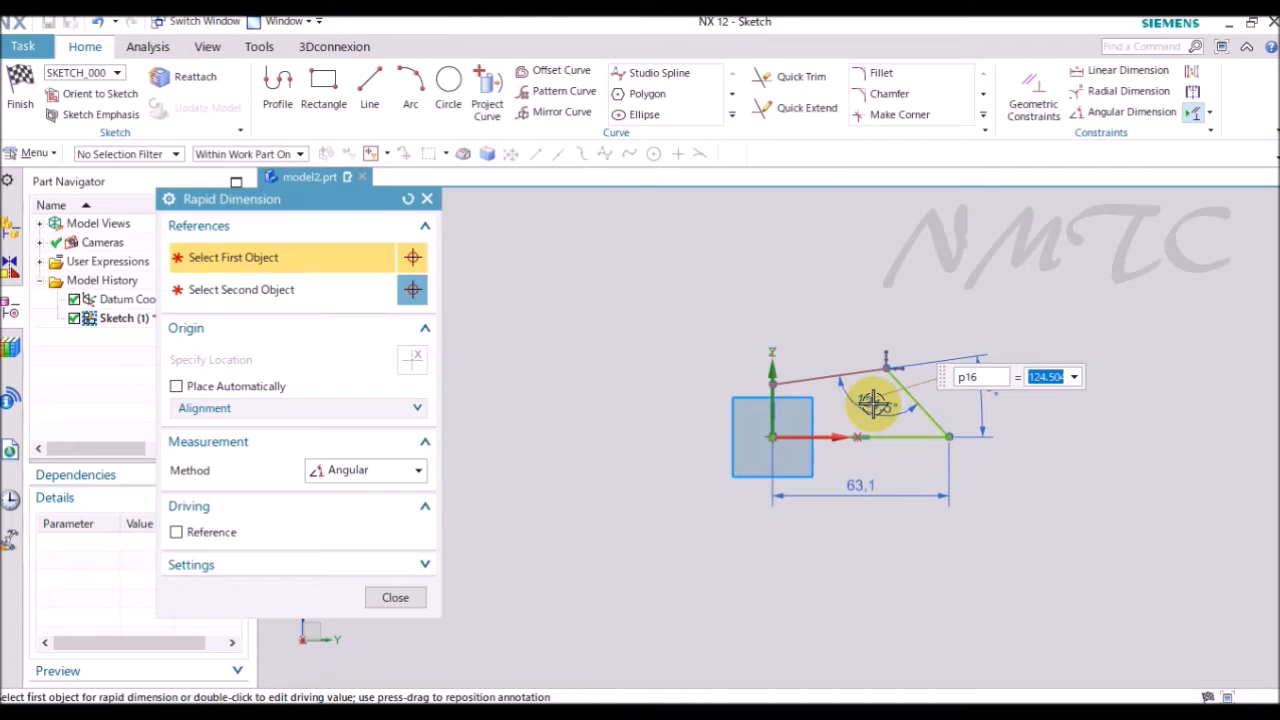 NX Switch Window Window NX 12 - Sketch SIEMENS
Task Home Analysis View Tools 3Dconnexion Find a Command
SKETCH_000 Reattach Offset Curve Studio Spline Quick Trim Fillet Linear Dimension
Orient to Sketch Pattern Curve Polygon Chamfer Radial Dimension
Finish Sketch Emphasis Update Model Profile Rectangle Line Arc Circle Project Curve Mirror Curve Ellipse Quick Extend Make Corner Geometric Constraints Angular Dimension
Sketch Curve Constraints
Menu No Selection Filter Within Work Part On
Part Navigator model2.prt
Name
Model Views
Cameras
User Expressions
Model History
Datum Coo
Sketch (1) "
Dependencies
Details
Parameter Value
Preview
Rapid Dimension
References
* Select First Object
* Select Second Object
Origin
Specify Location
Place Automatically
Alignment
Measurement
Method Angular
Driving
Reference
Settings
Close
NMTC
Z
p16 = 124.504
63,1
Y
elect first object for rapid dimension or double-click to edit driving value; use press-drag to reposition annotation